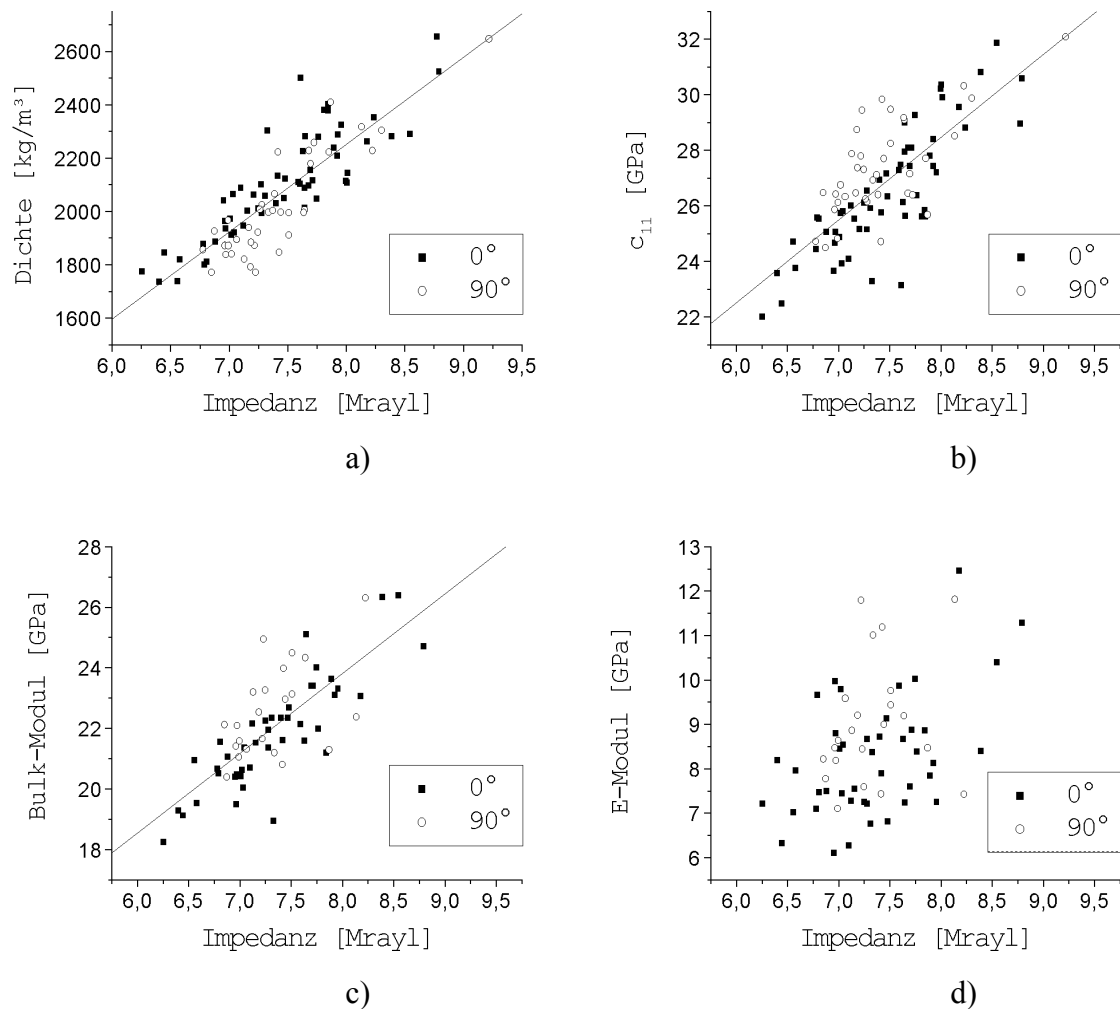 Dichte [kg/m³]
2600
2400
2200
2000
1800
1600
0°
90°
6,0 6,5 7,0 7,5 8,0 8,5 9,0 9,5
Impedanz [Mrayl]
a)
c₁₁ [GPa]
32
30
28
26
24
22
0°
90°
6,0 6,5 7,0 7,5 8,0 8,5 9,0 9,5
Impedanz [Mrayl]
b)
Bulk-Modul [GPa]
28
26
24
22
20
18
0°
90°
6,0 6,5 7,0 7,5 8,0 8,5 9,0 9,5
Impedanz [Mrayl]
c)
E-Modul [GPa]
13
12
11
10
9
8
7
6
0°
90°
6,0 6,5 7,0 7,5 8,0 8,5 9,0 9,5
Impedanz [Mrayl]
d)